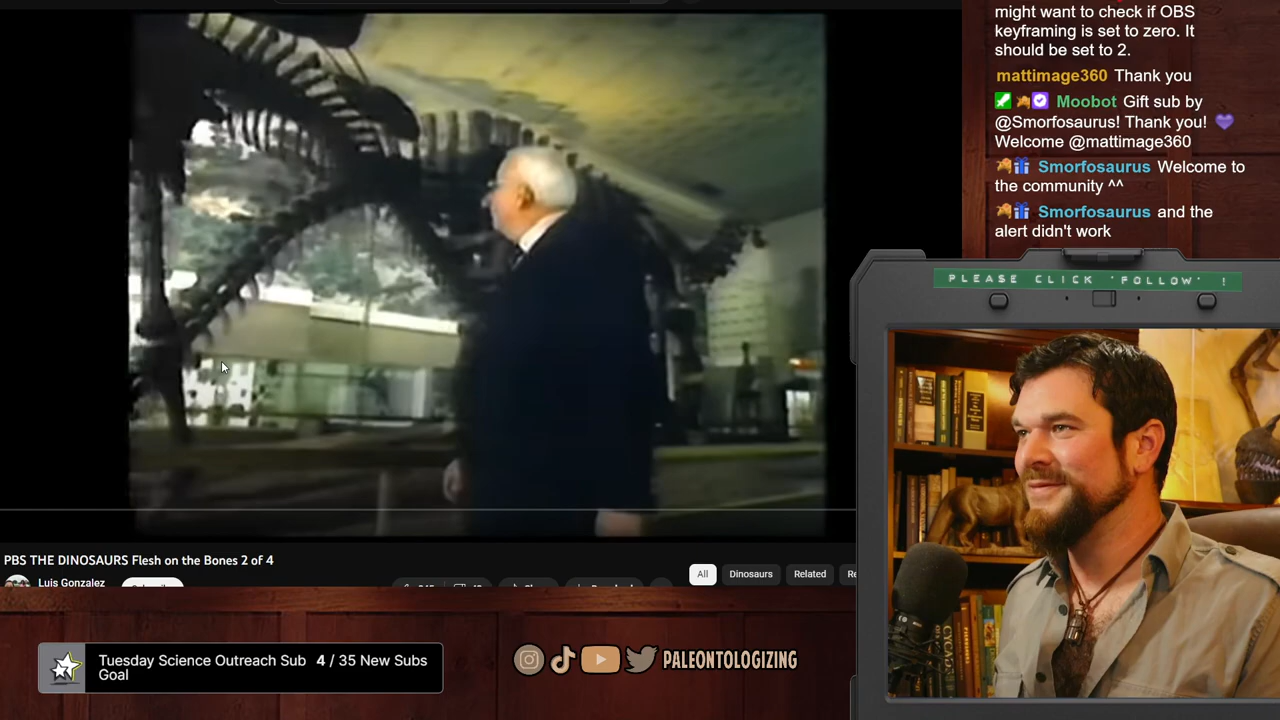 might want to check if OBS
keyframing is set to zero. It
should be set to 2.
mattimage360 Thank you
Moobot Gift sub by
@Smorfosaurus! Thank you! 💜
Welcome @mattimage360
Smorfosaurus Welcome to
the community ^^
Smorfosaurus and the
alert didn't work
PLEASE CLICK 'FOLLOW' !
PBS THE DINOSAURS Flesh on the Bones 2 of 4
Luis Gonzalez
All Dinosaurs Related
Tuesday Science Outreach Sub 4 / 35 New Subs
Goal
PALEONTOLOGIZING